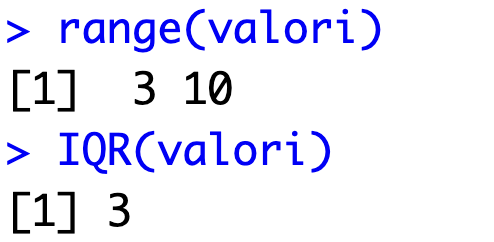 > range(valori)
[1]  3 10
> IQR(valori)
[1] 3